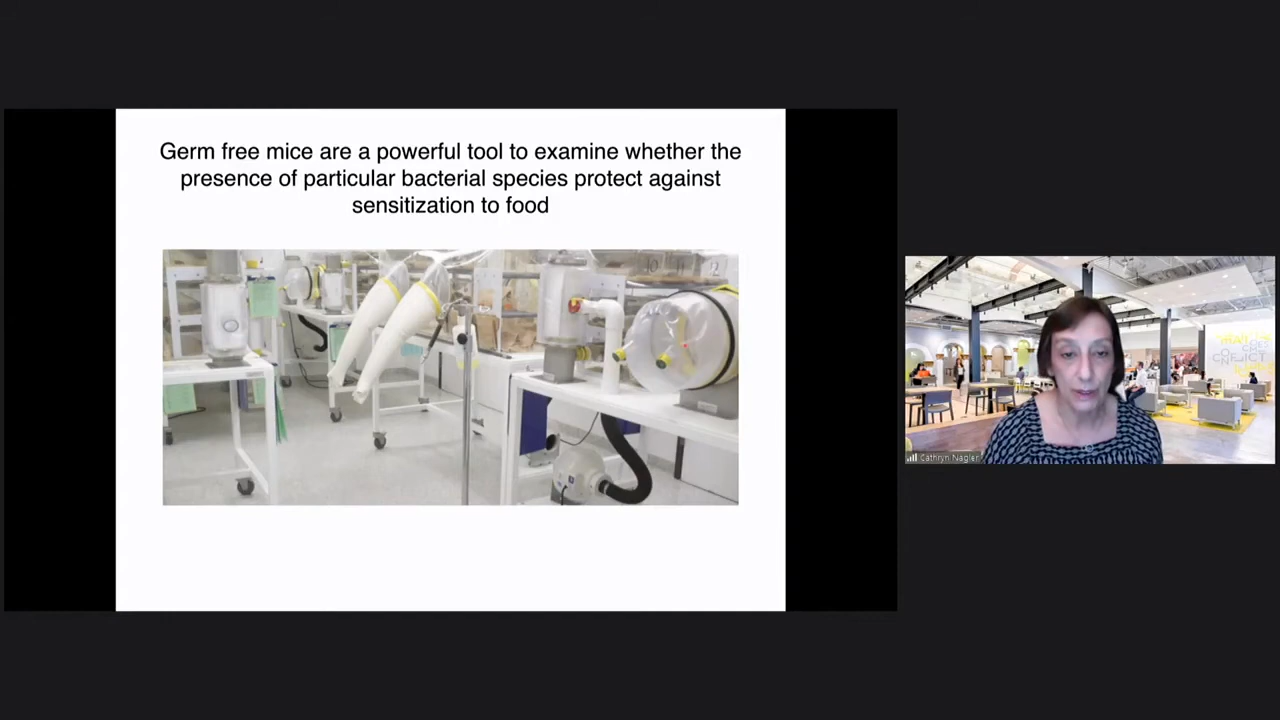 Germ free mice are a powerful tool to examine whether the
presence of particular bacterial species protect against
sensitization to food
Cathryn Nagler